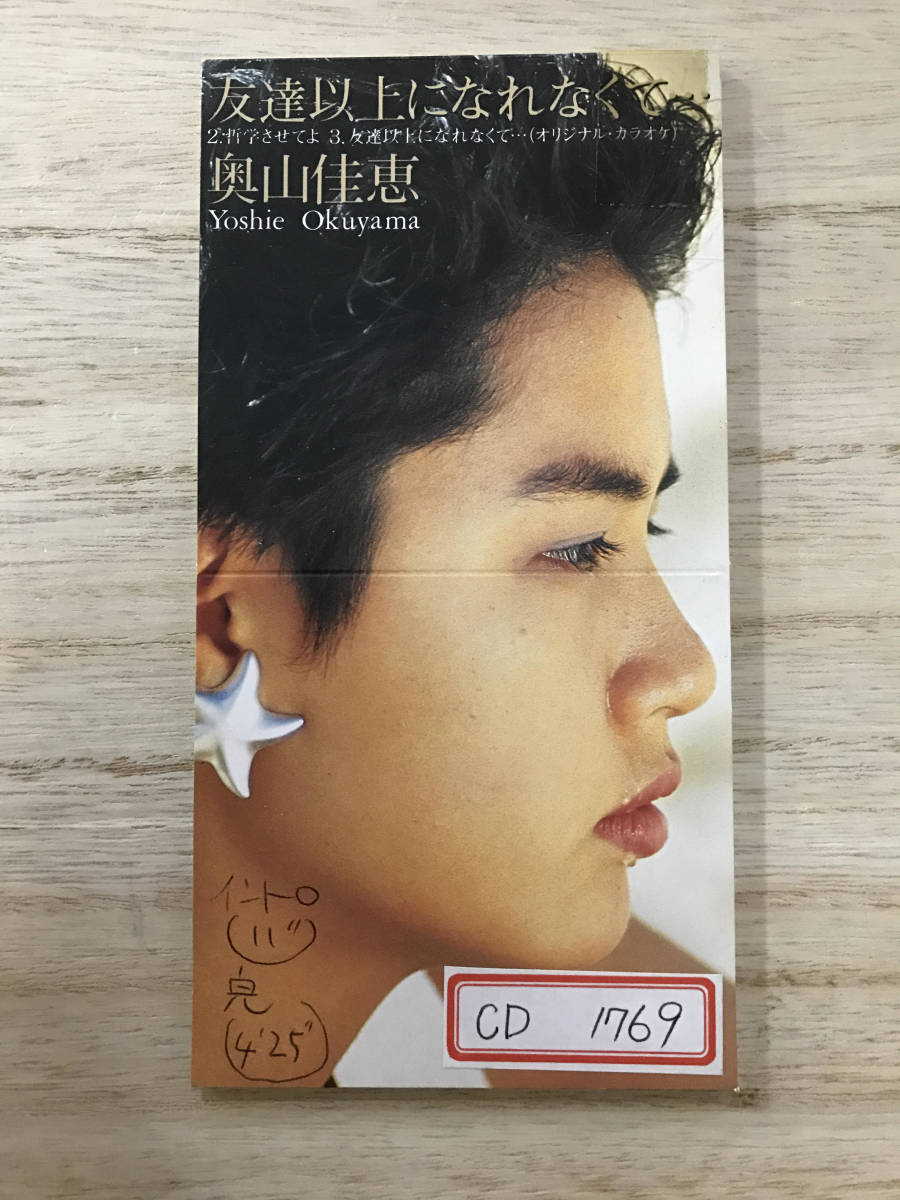 友達以上になれなくて…
2.哲学させてよ 3.友達以上になれなくて…(オリジナル・カラオケ)
奥山佳恵
Yoshie Okuyama
イントロ
(11")
完
(4'25")
CD 1769